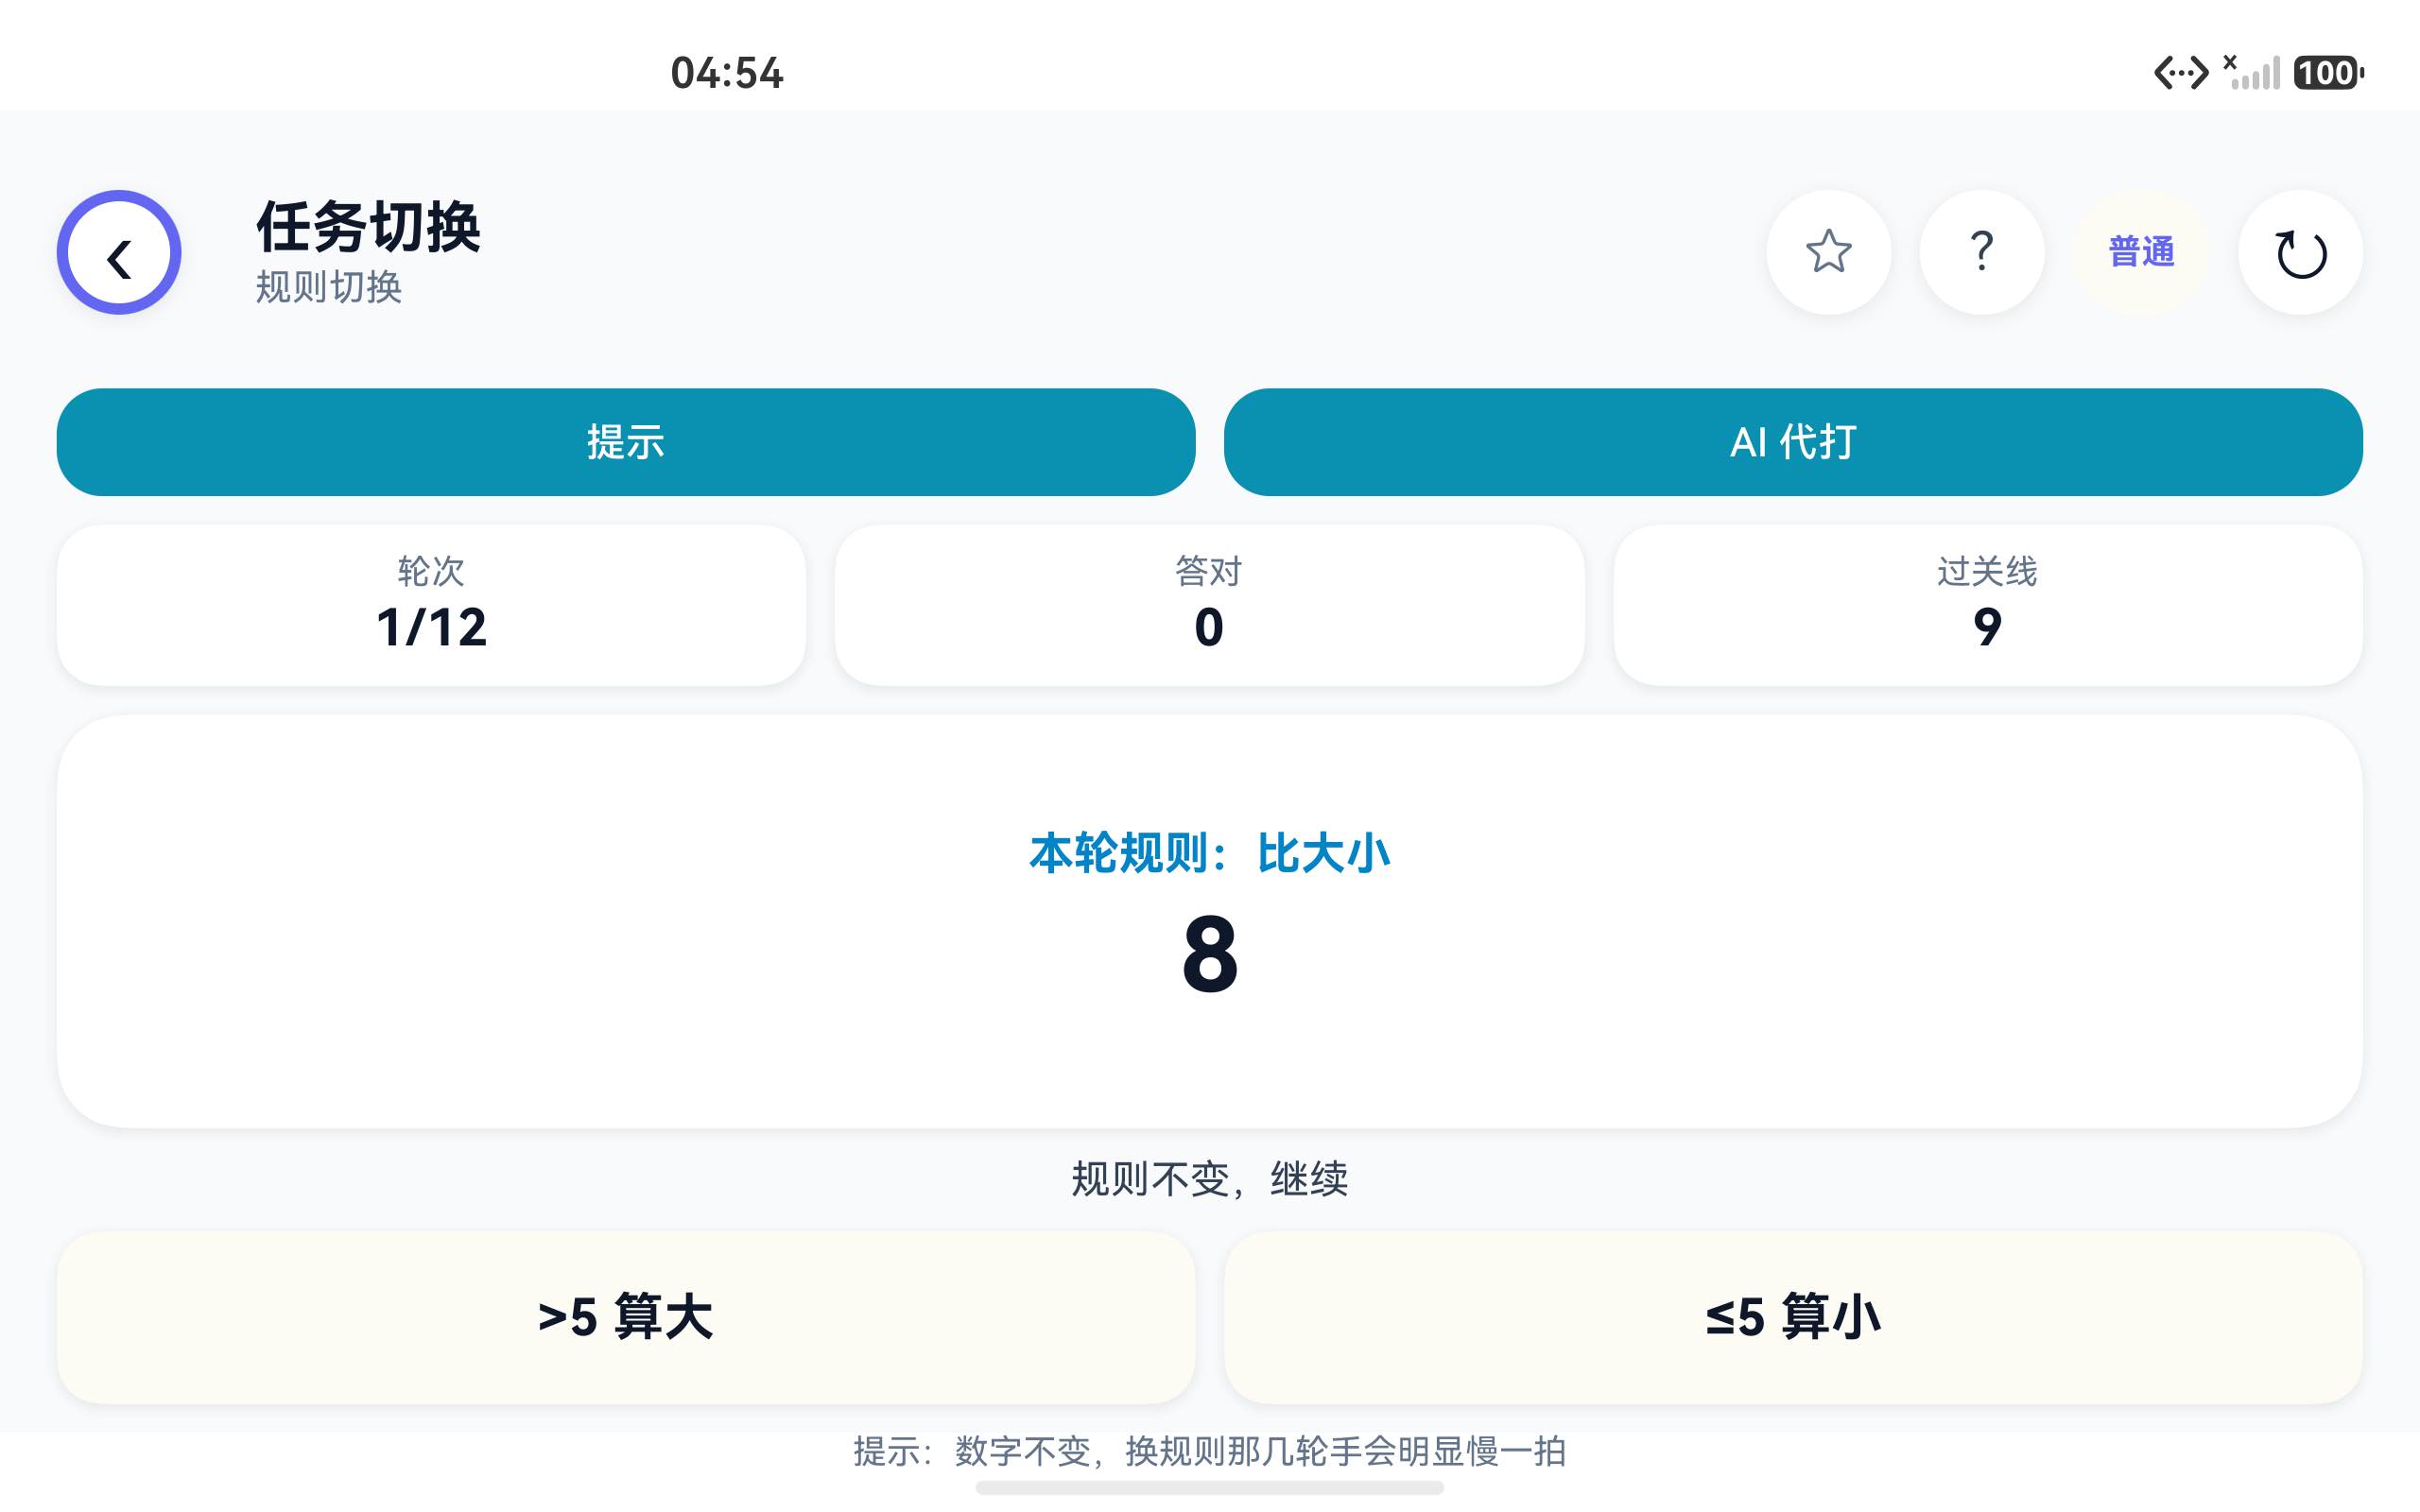 04:54
100
任务切换
规则切换
?
普通
提示
AI 代打
轮次
1/12
答对
0
过关线
9
本轮规则：比大小
8
规则不变，继续
>5 算大
≤5 算小
提示：数字不变，换规则那几轮手会明显慢一拍